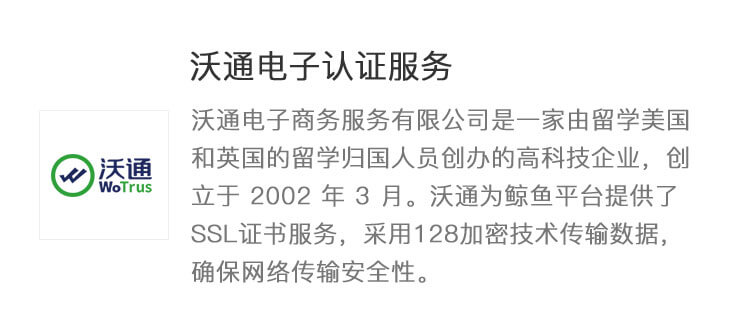 沃通电子认证服务
沃通电子商务服务有限公司是一家由留学美国
和英国的留学归国人员创办的高科技企业，创
立于 2002 年 3 月。沃通为鲸鱼平台提供了
SSL证书服务，采用128加密技术传输数据，
确保网络传输安全性。
沃通
WoTrus